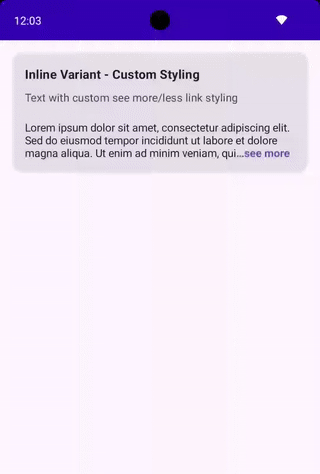 12:03
Inline Variant - Custom Styling
Text with custom see more/less link styling
Lorem ipsum dolor sit amet, consectetur adipiscing elit.
Sed do eiusmod tempor incididunt ut labore et dolore
magna aliqua. Ut enim ad minim veniam, qui...see more